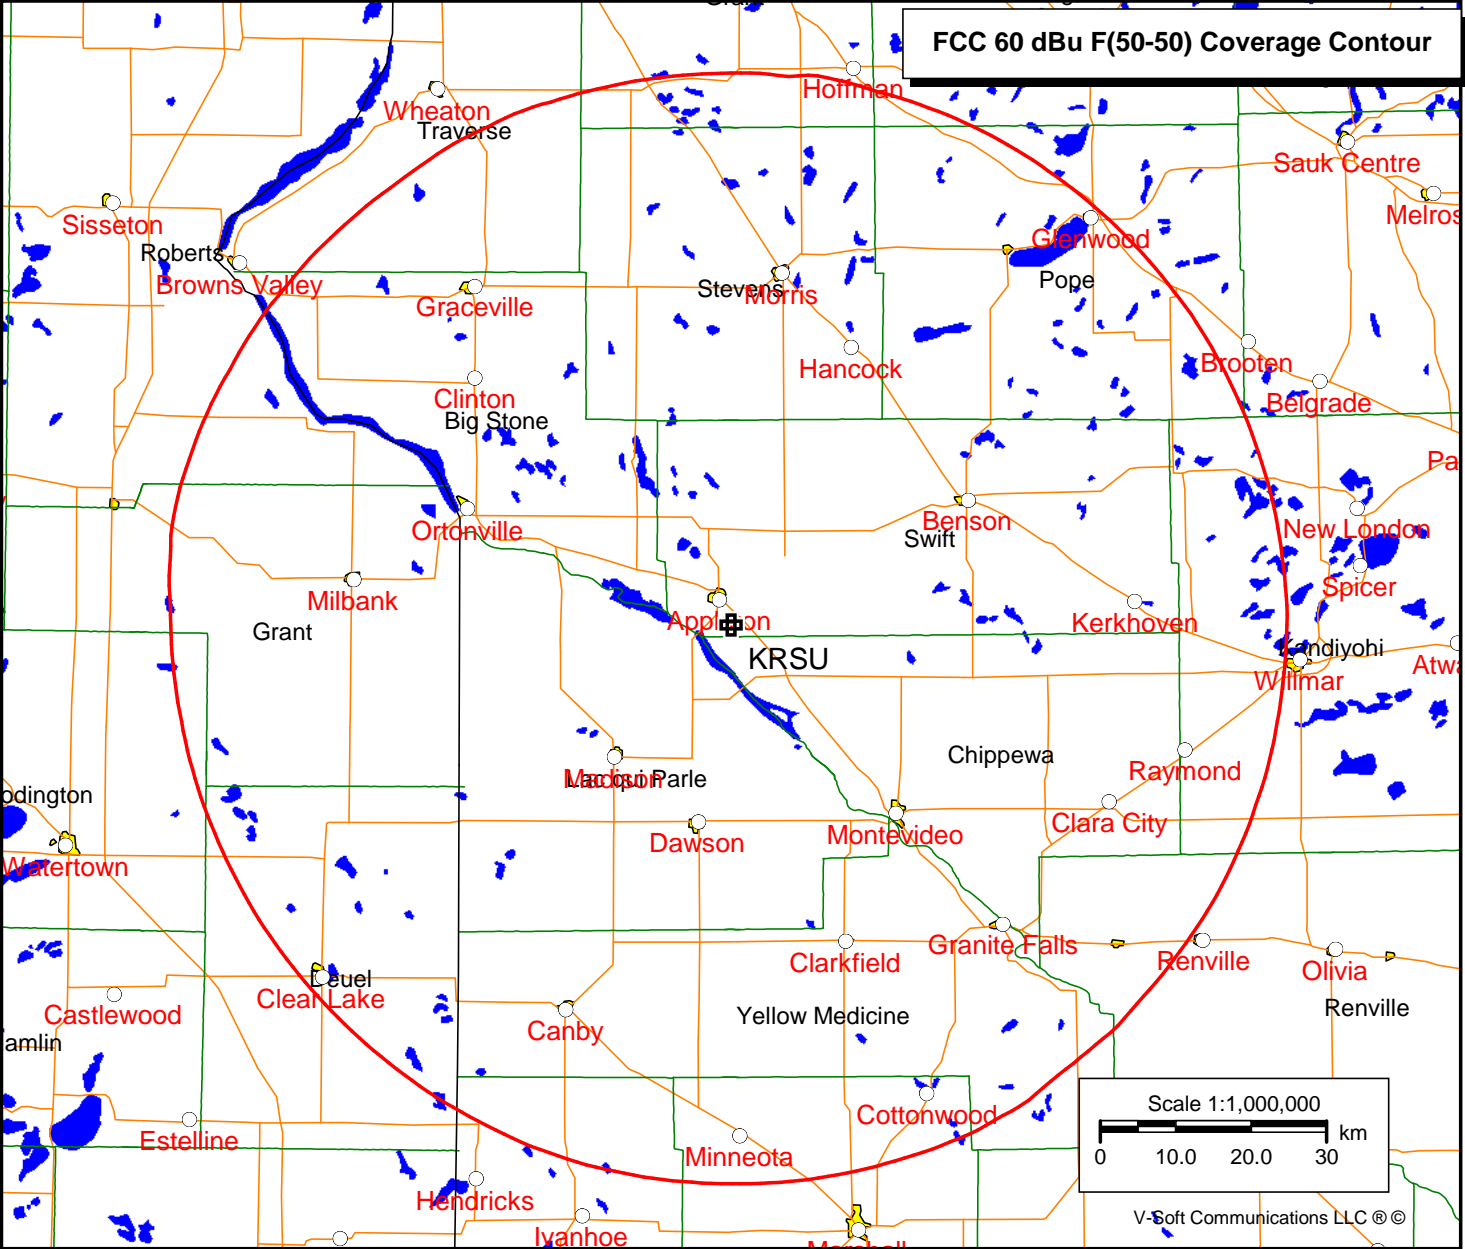 FCC 60 dBu F(50-50) Coverage Contour
Hoffman
Wheaton
Traverse
Sauk Centre
Sisseton
Glenwood
Roberts
Browns Valley
Graceville
Stevens
Morris
Pope
Hancock
Brooten
Clinton
Belgrade
Big Stone
Ortonville
Benson
New London
Swift
Spicer
Milbank
Appleton
Kerkhoven
Grant
KRSU
Kandiyohi
Willmar
Chippewa
Raymond
Madison
Lac qui Parle
odington
Clara City
Dawson
Montevideo
Watertown
Granite Falls
Clarkfield
Renville
Olivia
Deuel
Clear Lake
Castlewood
Canby
Yellow Medicine
Renville
amlin
Cottonwood
Estelline
Minneota
Hendricks
Ivanhoe
Scale 1:1,000,000
km
0 10.0 20.0 30
V-Soft Communications LLC ® ©